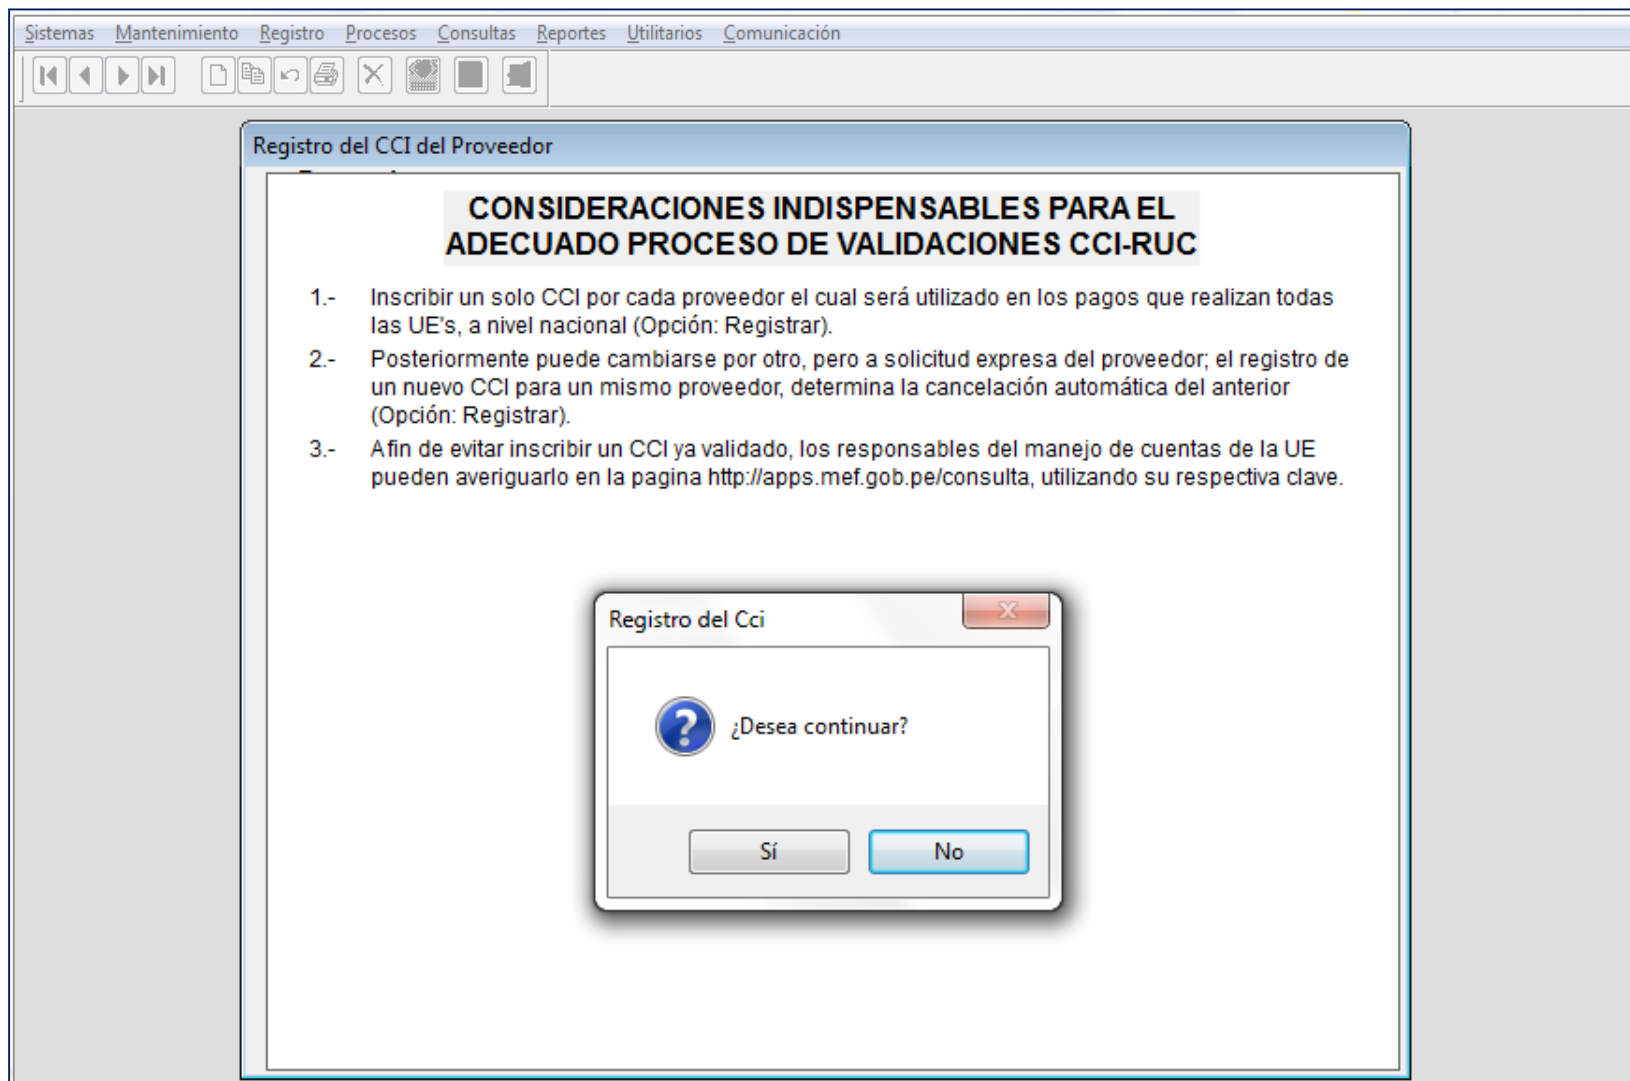 Sistemas Mantenimiento Registro Procesos Consultas Reportes Utilitarios Comunicación
Registro del CCI del Proveedor
CONSIDERACIONES INDISPENSABLES PARA EL
ADECUADO PROCESO DE VALIDACIONES CCI-RUC
1.- Inscribir un solo CCI por cada proveedor el cual será utilizado en los pagos que realizan todas
las UE's, a nivel nacional (Opción: Registrar).
2.- Posteriormente puede cambiarse por otro, pero a solicitud expresa del proveedor; el registro de
un nuevo CCI para un mismo proveedor, determina la cancelación automática del anterior
(Opción: Registrar).
3.- Afin de evitar inscribir un CCI ya validado, los responsables del manejo de cuentas de la UE
pueden averiguarlo en la pagina http://apps.mef.gob.pe/consulta, utilizando su respectiva clave.
Registro del Cci
¿Desea continuar?
Sí No